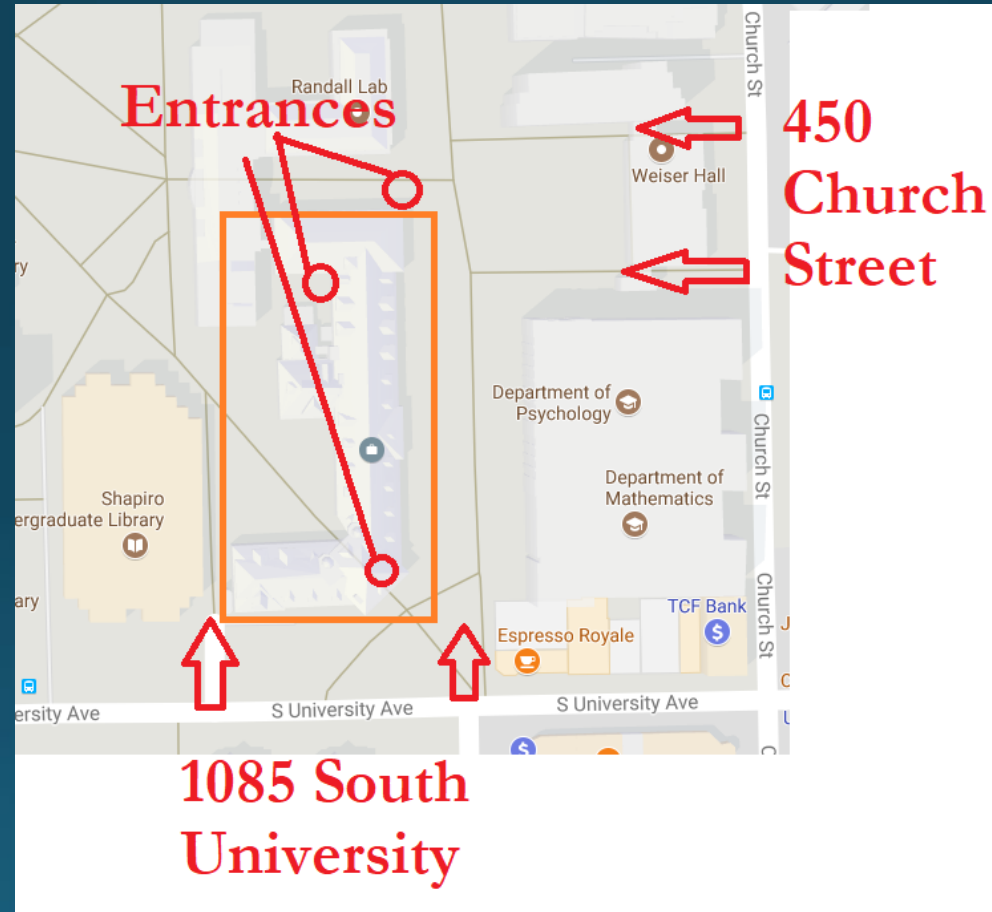 Church St
Randall Lab
Entrances
450
Church
Street
Weiser Hall
ry
Department of
Psychology
Church St
Department of
Mathematics
Shapiro
ergraduate Library
ary
TCF Bank
$
Church St
J
Espresso Royale
C
ersity Ave
S University Ave
S University Ave
U
$
C
1085 South
University